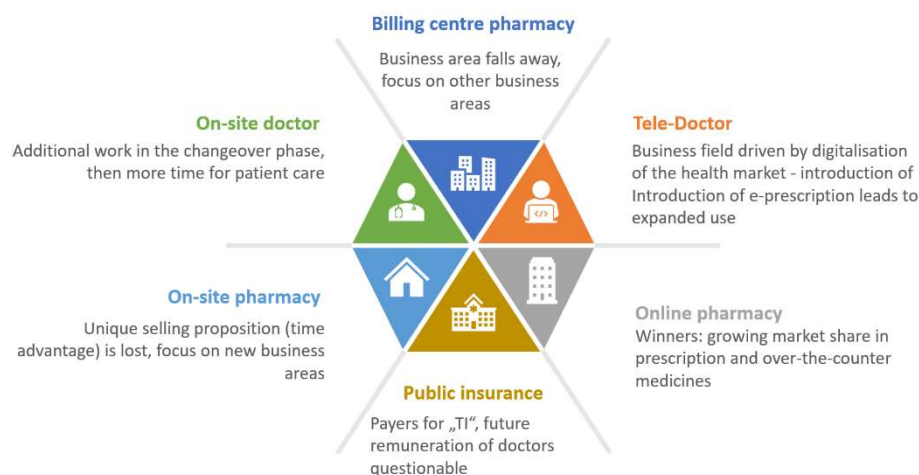 Billing centre pharmacy
Business area falls away,
focus on other business
areas
On-site doctor
Additional work in the changeover phase,
then more time for patient care
Tele-Doctor
Business field driven by digitalisation
of the health market - introduction of
Introduction of e-prescription leads to
expanded use
</>
On-site pharmacy
Unique selling proposition (time
advantage) is lost, focus on new business
areas
Online pharmacy
Winners: growing market share in
prescription and over-the-counter
medicines
Public insurance
Payers for „TI“, future
remuneration of doctors
questionable